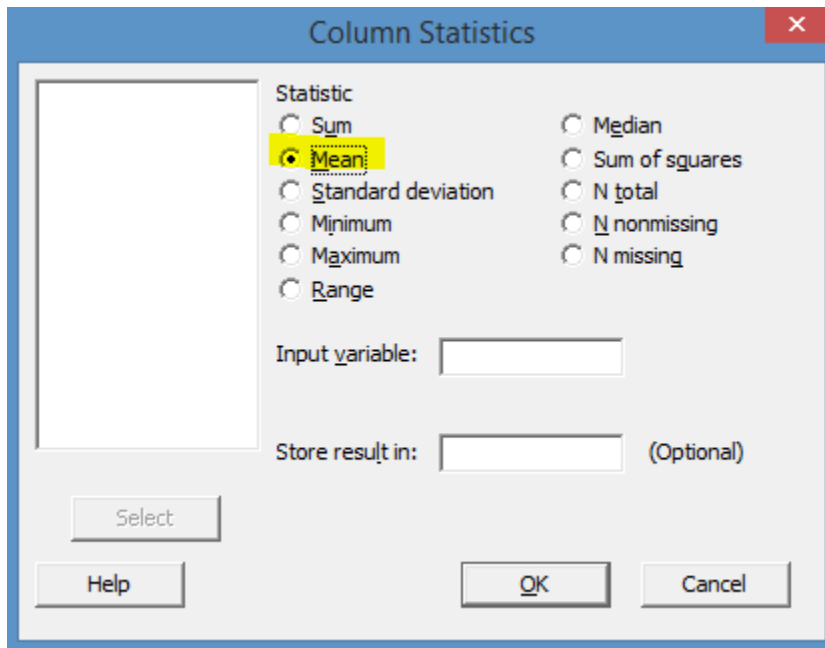 Column Statistics
Statistic
Sum
Median
Mean
Sum of squares
Standard deviation
N total
Minimum
N nonmissing
Maximum
N missing
Range
Input variable:
Store result in:
(Optional)
Select
Help
OK
Cancel